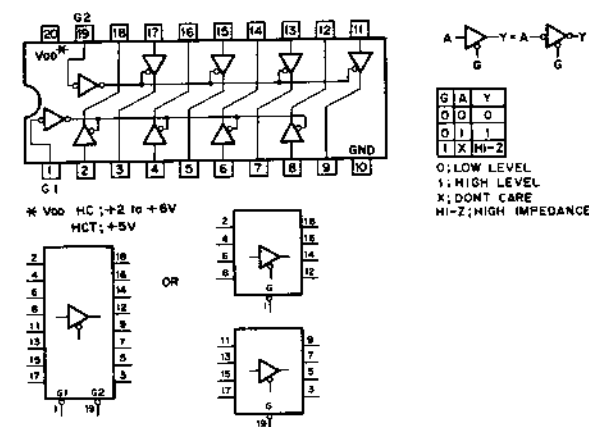 G2
20 19 18 17 16 15 14 13 12 11
VDD*
GND
1 2 3 4 5 6 7 8 9 10
G1
* VDD HC ; +2 to +6V
HCT; +5V
A Y = A Y
G G
G A Y
0 0 0
0 1 1
1 X HI-Z
0; LOW LEVEL
1; HIGH LEVEL
X; DONT CARE
HI-Z; HIGH IMPEDANCE
2 18
4 16
6 14
8 12
11 9
13 7
15 5
17 3
G1 G2
1 19
OR
2 18
4 16
6 14
8 12
G
1
11 9
13 7
15 5
17 3
G
19